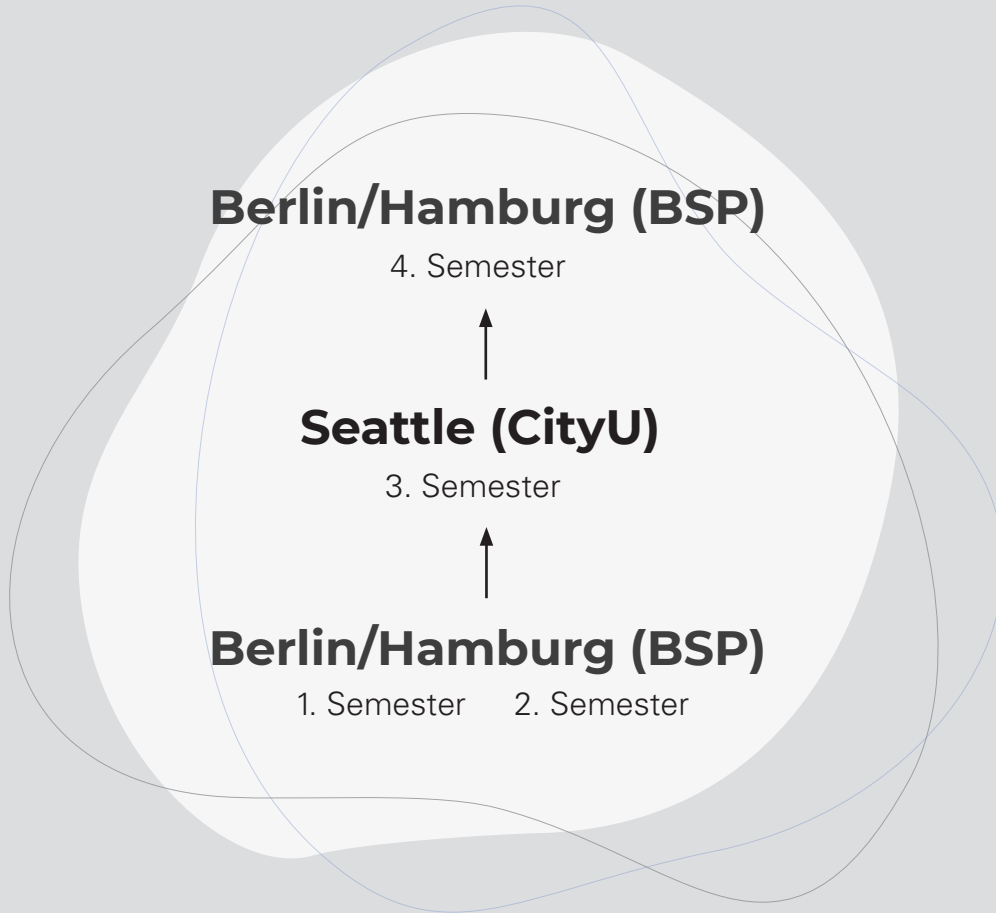 Berlin/Hamburg (BSP)
4. Semester
Seattle (CityU)
3. Semester
Berlin/Hamburg (BSP)
1. Semester 2. Semester